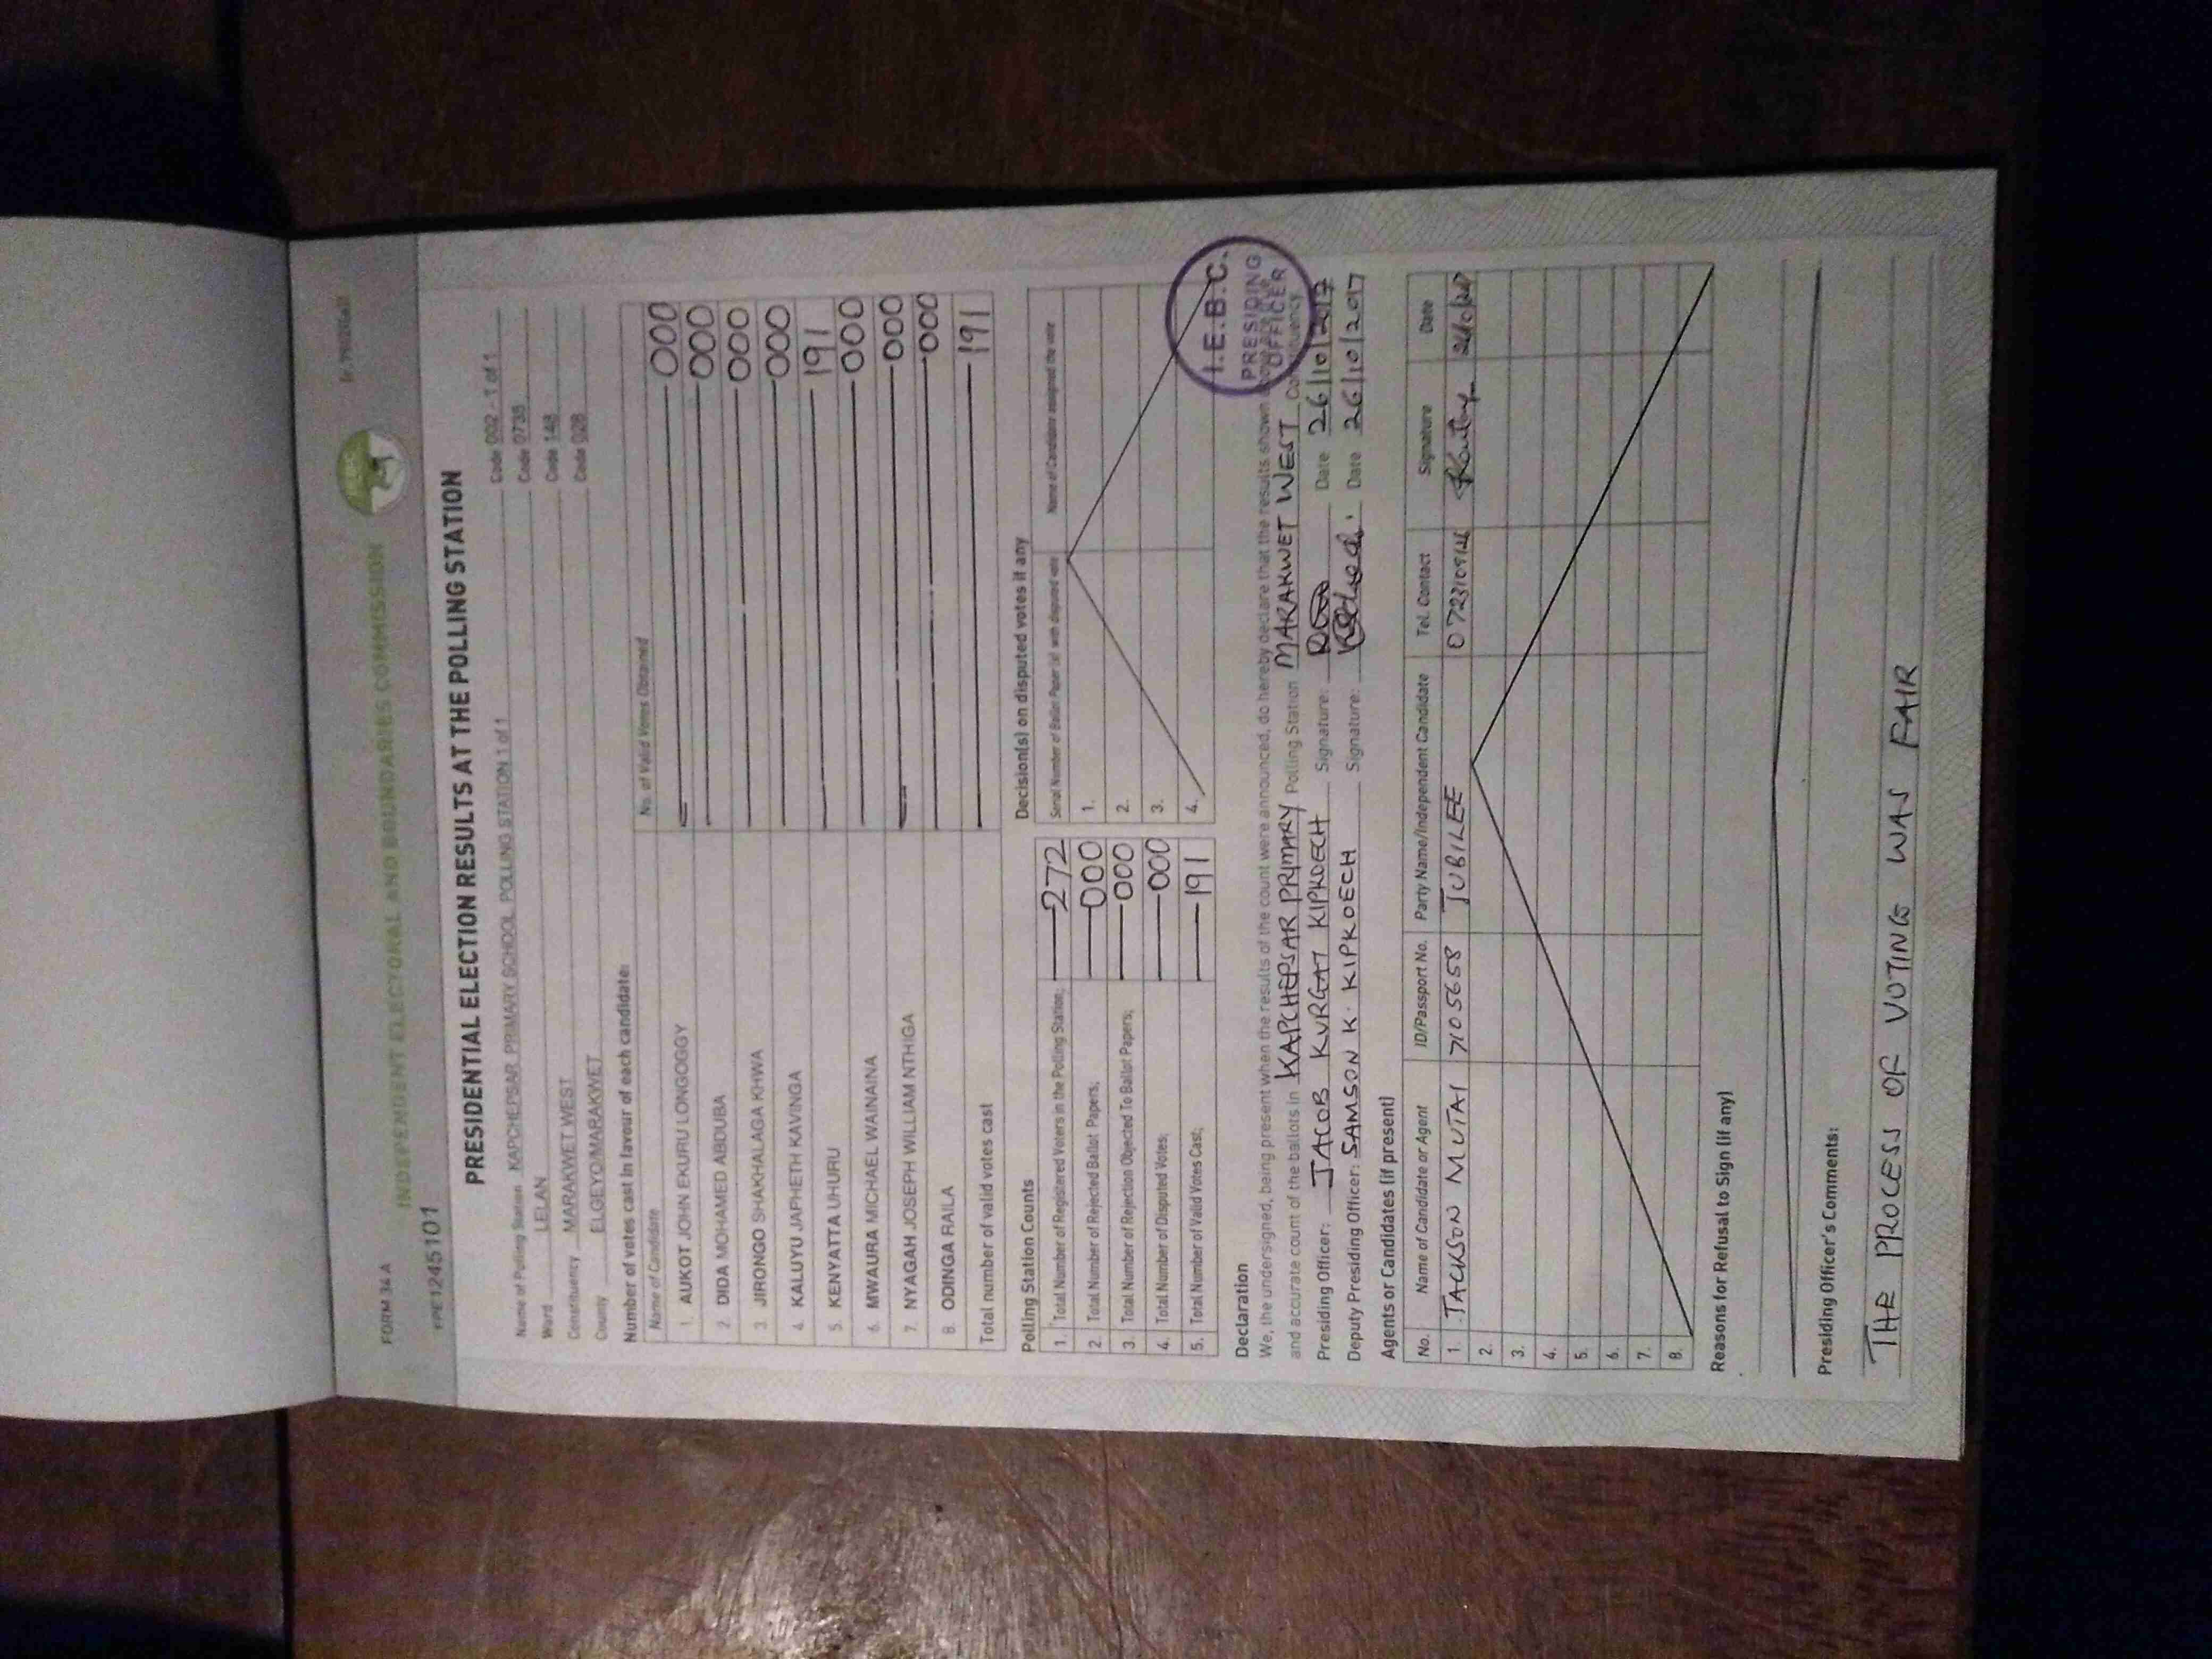 FORM 34 A
INDEPENDENT ELECTORAL AND BOUNDARIES COMMISSION
PRESIDENTIAL ELECTION RESULTS AT THE POLLING STATION
Name of Polling Station KAPCHEPSAR PRIMARY SCHOOL POLLING STATION 1 of 1 Code 002 - 1 of 1
Ward LELAN Code 0735
Constituency MARAKWET WEST Code 148
County ELGEYO/MARAKWET Code 028
Number of votes cast in favour of each candidate:
Name of Candidate No. of Valid Votes Obtained
1. AUKOT JOHN EKURU LONGOGGY 000
2. DIDA MOHAMED ABDUBA 000
3. JIRONGO SHAKHALAGA KHWA 000
4. KALUYU JAPHETH KAVINGA 000
5. KENYATTA UHURU 191
6. MWAURA MICHAEL WAINAINA 000
7. NYAGAH JOSEPH WILLIAM NTHIGA 000
8. ODINGA RAILA 000
Total number of valid votes cast 191
Polling Station Counts
1. Total Number of Registered Voters in the Polling Station; 272
2. Total Number of Rejected Ballot Papers; 000
3. Total Number of Rejection Objected To Ballot Papers; 000
4. Total Number of Disputed Votes; 000
5. Total Number of Valid Votes Cast; 191
Decision(s) on disputed votes if any
Serial Number of Ballot Paper (s) with disputed vote Name of Candidate assigned the vote
1.
2.
3.
4.
I.E.B.C.
PRESIDING
OFFICER
Declaration
We, the undersigned, being present when the results of the count were announced, do hereby declare that the results shown
and accurate count of the ballots in KAPCHEPSAR PRIMARY Polling Station MARAKWET WEST Constituency
Presiding Officer: JACOB KURGAT KIPKOECH Signature: Date 26/10/2017
Deputy Presiding Officer: SAMSON K. KIPKOECH Signature: Date 26/10/2017
Agents or Candidates (if present)
No. Name of Candidate or Agent ID/Passport No. Party Name/Independent Candidate Tel. Contact Signature Date
1. JACKSON MUTAI 7105658 JUBILEE
2.
3.
4.
5.
6.
7.
8.
Reasons for Refusal to Sign (if any)
Presiding Officer's Comments:
THE PROCESS OF VOTING WAS FAIR